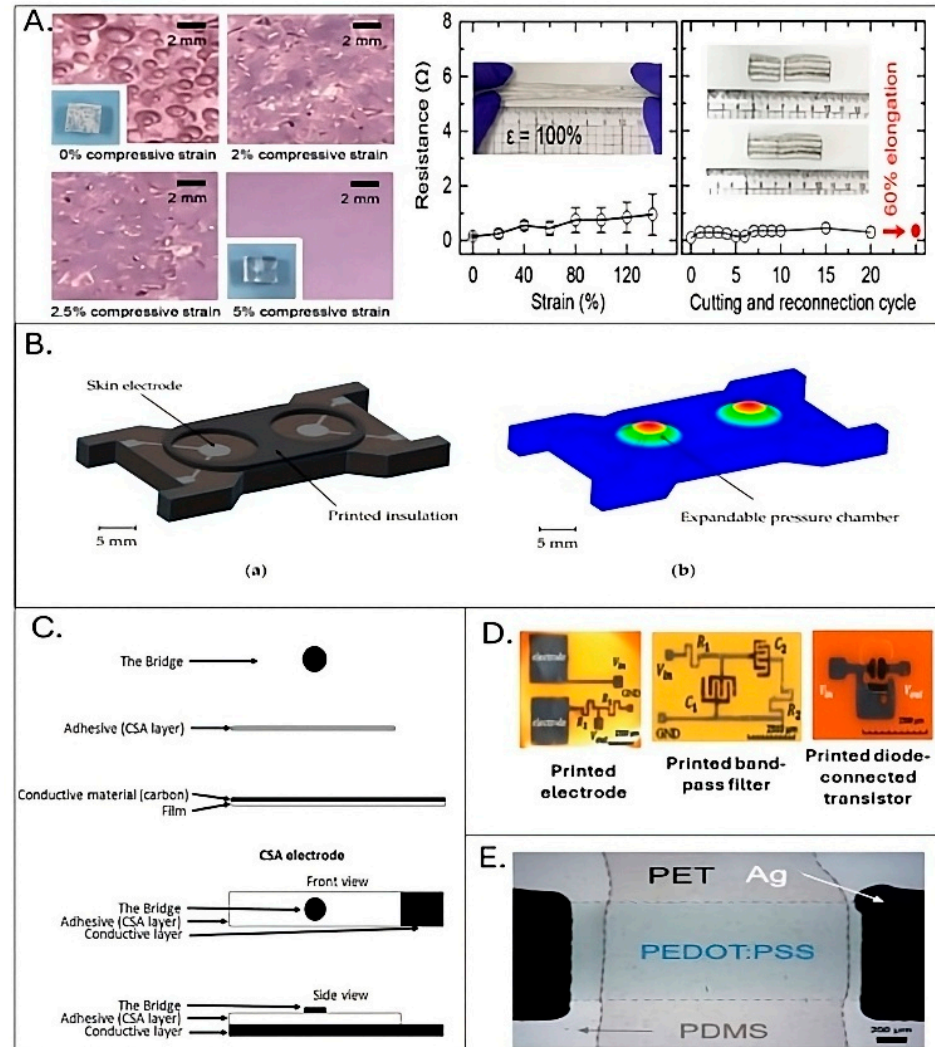 A.
2 mm
2 mm
0% compressive strain
2% compressive strain
2 mm
2 mm
2.5% compressive strain
5% compressive strain
Resistance (Ω)
8
6
4
2
0
ε = 100%
0 40 80 120
Strain (%)
60% elongation
0 5 10 15 20 25
Cutting and reconnection cycle
B.
Skin electrode
Printed insulation
5 mm
(a)
Expandable pressure chamber
5 mm
(b)
C.
The Bridge
Adhesive (CSA layer)
Conductive material (carbon)
Film
CSA electrode
Front view
The Bridge
Adhesive (CSA layer)
Conductive layer
Side view
The Bridge
Adhesive (CSA layer)
Conductive layer
D.
electrode
Vin
GND
electrode
R1
Vout
Printed electrode
R1
C2
Vin
C1
R2
GND
Printed band-pass filter
Vin
Vout
Printed diode-connected transistor
E.
PET
Ag
PEDOT:PSS
PDMS